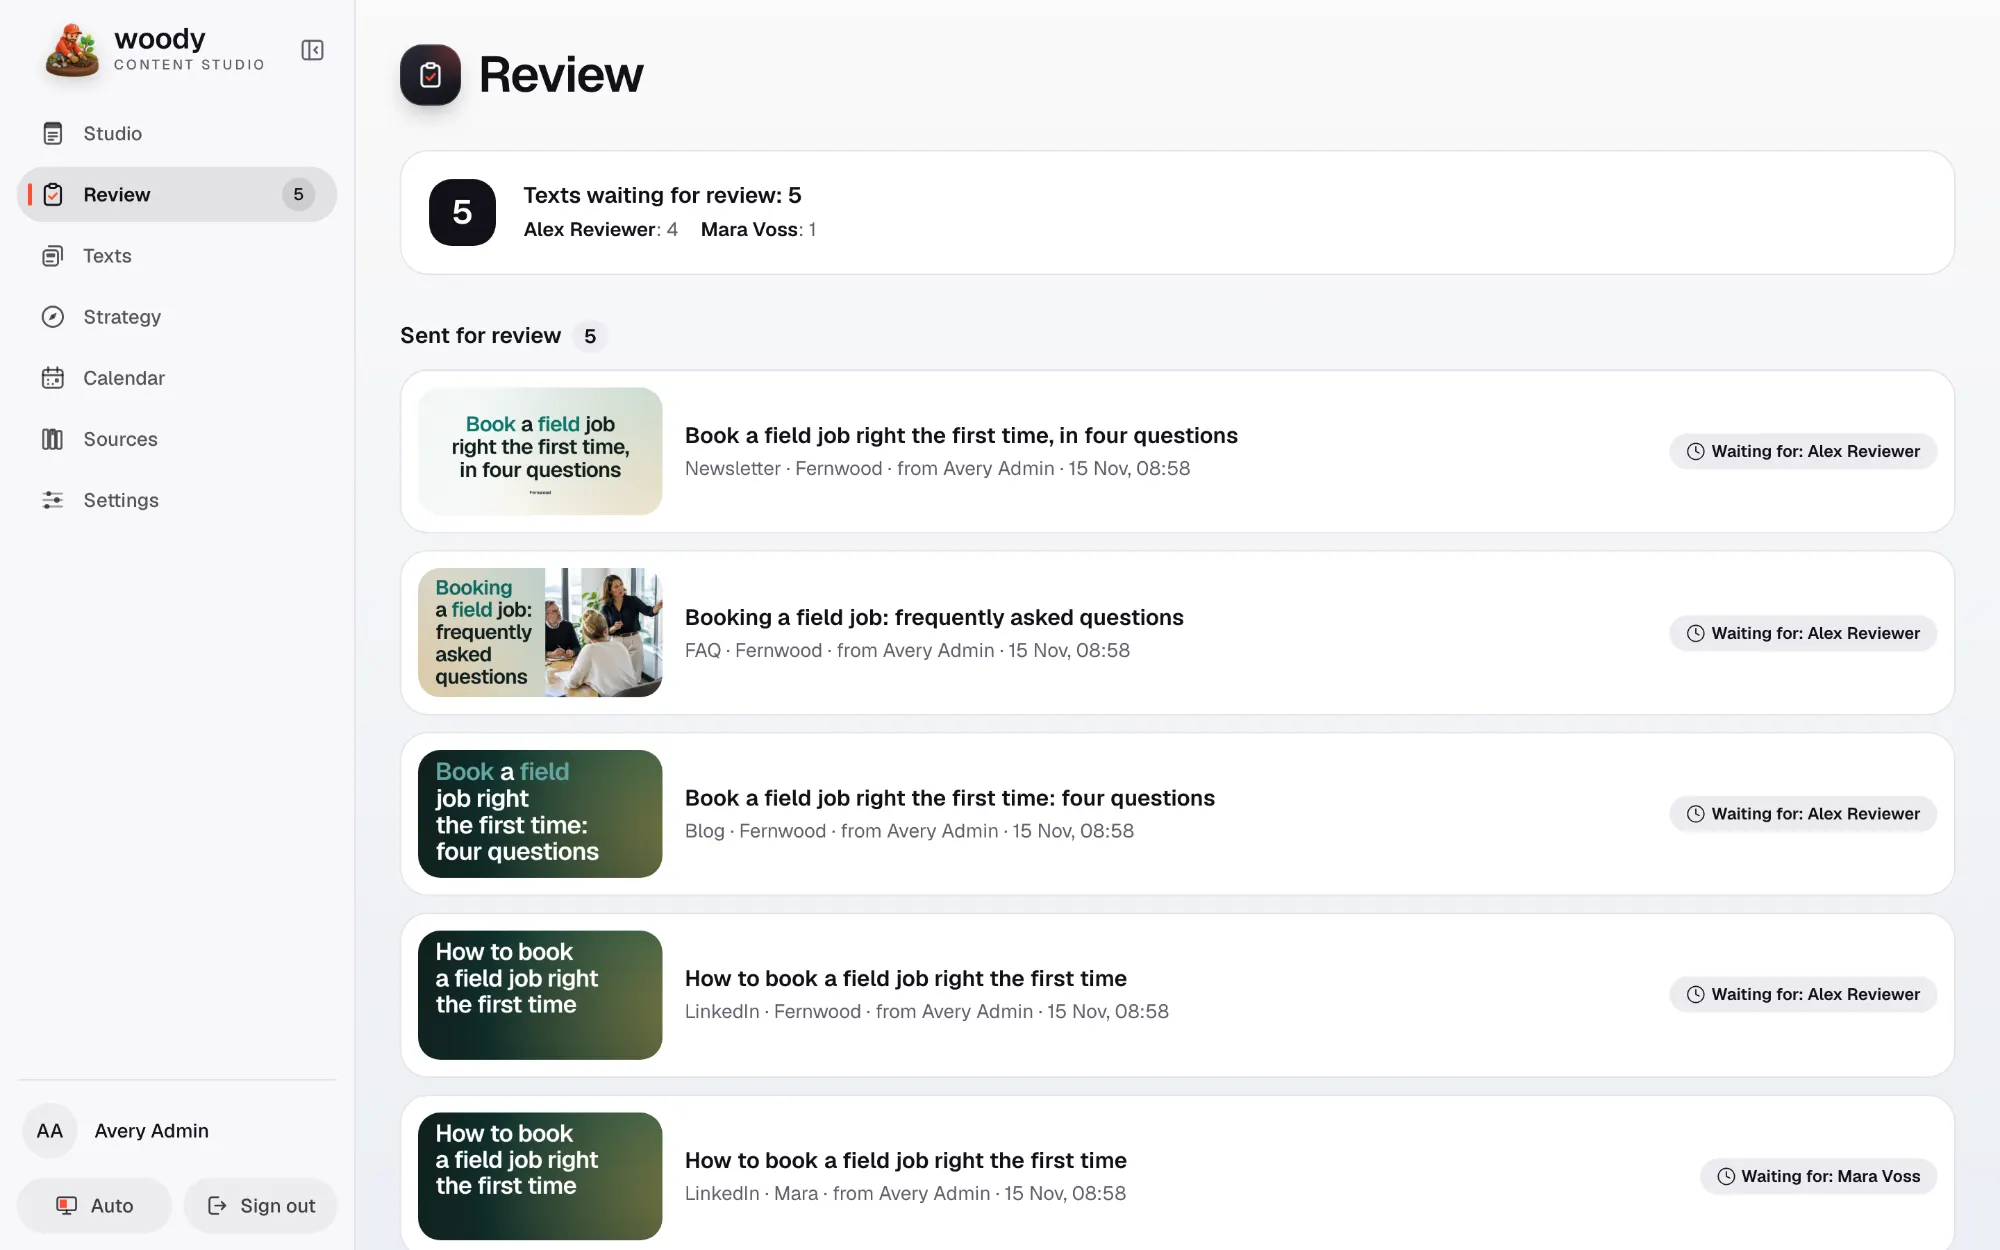 woody
CONTENT STUDIO
Studio
Review 5
Texts
Strategy
Calendar
Sources
Settings
AA Avery Admin
Auto
Sign out
Review
5
Texts waiting for review: 5
Alex Reviewer: 4 Mara Voss: 1
Sent for review 5
Book a field job
right the first time,
in four questions
Fernwood
Book a field job right the first time, in four questions
Newsletter · Fernwood · from Avery Admin · 15 Nov, 08:58
Waiting for: Alex Reviewer
Booking
a field job:
frequently
asked
questions
Booking a field job: frequently asked questions
FAQ · Fernwood · from Avery Admin · 15 Nov, 08:58
Waiting for: Alex Reviewer
Book a field
job right
the first time:
four questions
Book a field job right the first time: four questions
Blog · Fernwood · from Avery Admin · 15 Nov, 08:58
Waiting for: Alex Reviewer
How to book
a field job right
the first time
How to book a field job right the first time
LinkedIn · Fernwood · from Avery Admin · 15 Nov, 08:58
Waiting for: Alex Reviewer
How to book
a field job right
the first time
How to book a field job right the first time
LinkedIn · Mara · from Avery Admin · 15 Nov, 08:58
Waiting for: Mara Voss